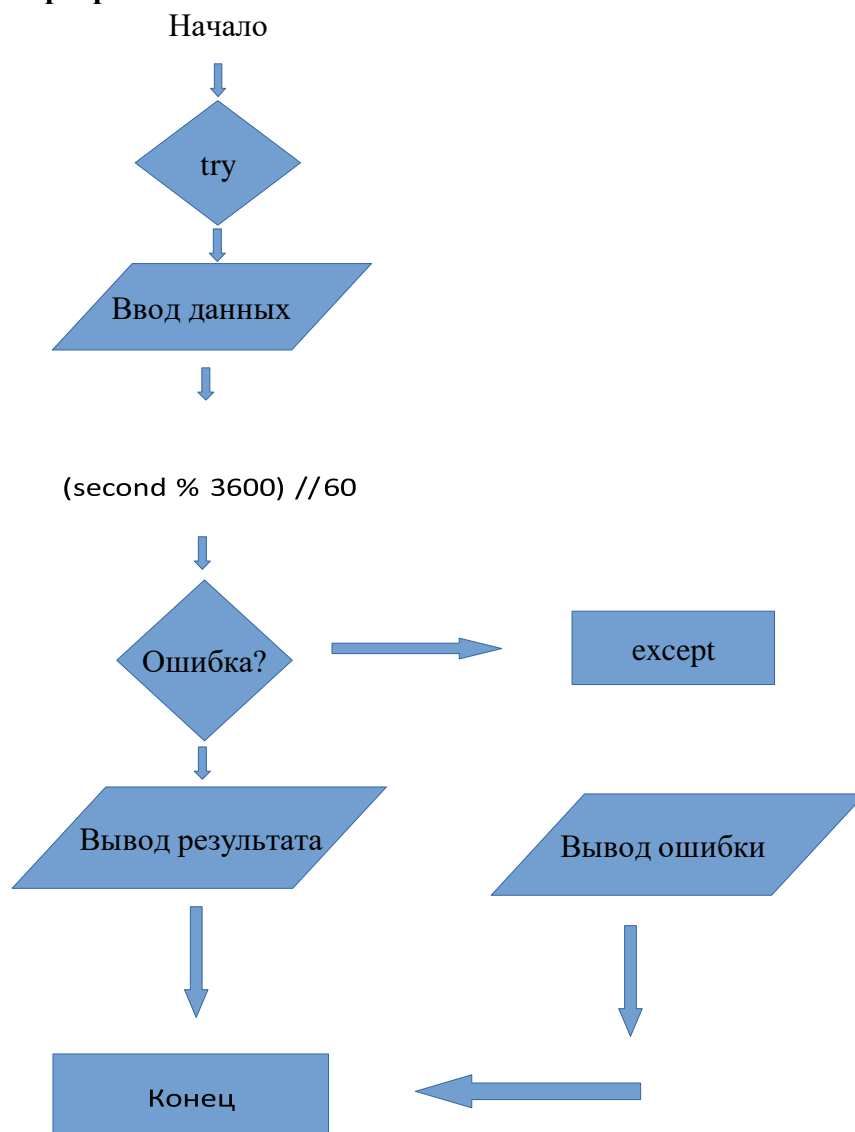 Начало
try
Ввод данных
(second % 3600) //60
Ошибка?
except
Вывод результата
Вывод ошибки
Конец